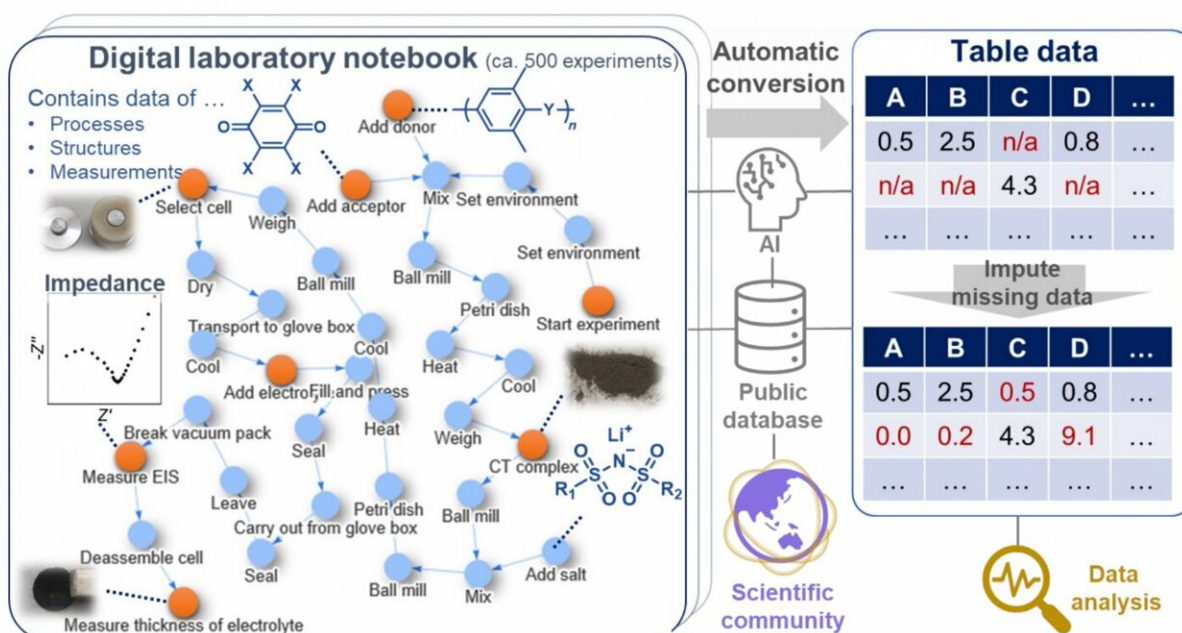 Digital laboratory notebook (ca. 500 experiments)
Contains data of ...
• Processes
• Structures
• Measurements
X
X
O
O
X
X
Add donor
Y
n
Select cell
Weigh
Add acceptor
Mix
Set environment
Set environment
Start experiment
Dry
Ball mill
Ball mill
Petri dish
Impedance
-Z''
Z'
Transport to glove box
Cool
Cool
Heat
Cool
Add electrolyte
Fill and press
Break vacuum pack
Seal
Heat
Weigh
CT complex
Li⁺
O
N⁻
O
S
S
R₁
O
O
R₂
Measure EIS
Leave
Carry out from glove box
Petri dish
Ball mill
Deassemble cell
Seal
Ball mill
Mix
Add salt
Measure thickness of electrolyte
Automatic
conversion
AI
Public
database
Scientific
community
Table data
A B C D ...
0.5 2.5 n/a 0.8 ...
n/a n/a 4.3 n/a ...
... ... ... ... ...
Impute
missing data
A B C D ...
0.5 2.5 0.5 0.8 ...
0.0 0.2 4.3 9.1 ...
... ... ... ... ...
Data
analysis